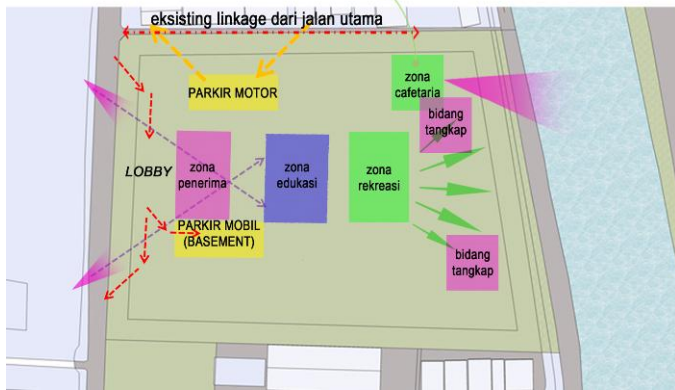 eksisting linkage dari jalan utama
PARKIR MOTOR
zona
cafetaria
bidang
tangkap
LOBBY
zona
penerima
zona
edukasi
zona
rekreasi
PARKIR MOBIL
(BASEMENT)
bidang
tangkap